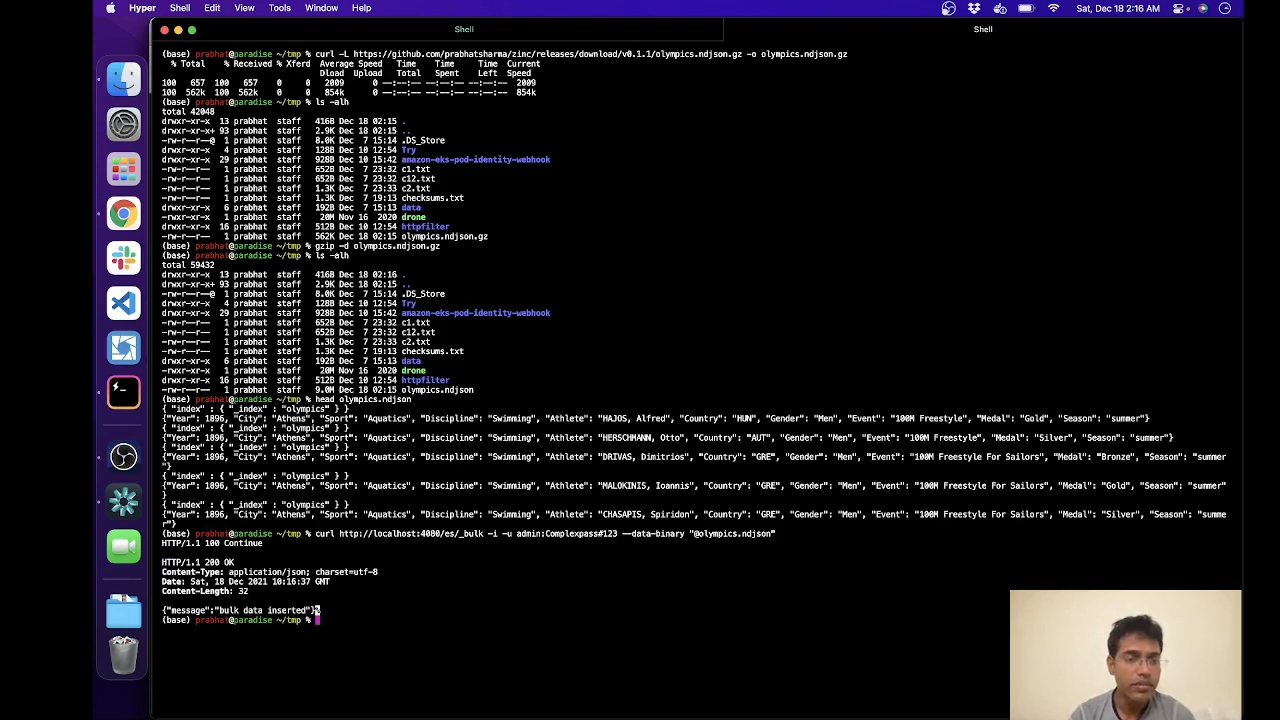 Hyper Shell Edit View Tools Window Help Sat, Dec 18 2:16 AM
Shell Shell
(base) prabhat@paradise ~/tmp % curl -L https://github.com/prabhatsharma/zinc/releases/download/v0.1.1/olympics.ndjson.gz -o olympics.ndjson.gz
% Total % Received % Xferd Average Speed Time Time Time Current
Dload Upload Total Spent Left Speed
100 657 100 657 0 0 2009 0 --:--:-- --:--:-- --:--:-- 2009
100 562k 100 562k 0 0 854k 0 --:--:-- --:--:-- --:--:-- 854k
(base) prabhat@paradise ~/tmp % ls -alh
total 42048
drwxr-xr-x 13 prabhat staff 416B Dec 18 02:15 .
drwxr-xr-x+ 93 prabhat staff 2.9K Dec 18 02:15 ..
-rw-r--r--@ 1 prabhat staff 8.0K Dec 7 15:14 .DS_Store
drwxr-xr-x 4 prabhat staff 128B Dec 10 12:54 Try
drwxr-xr-x 29 prabhat staff 928B Dec 10 15:42 amazon-eks-pod-identity-webhook
-rw-r--r-- 1 prabhat staff 652B Dec 7 23:32 c1.txt
-rw-r--r-- 1 prabhat staff 652B Dec 7 23:32 c12.txt
-rw-r--r-- 1 prabhat staff 1.3K Dec 7 23:33 c2.txt
-rw-r--r-- 1 prabhat staff 1.3K Dec 7 19:13 checksums.txt
drwxr-xr-x 6 prabhat staff 192B Dec 7 15:13 data
-rw-r--r-- 1 prabhat staff 20M Nov 16 2020 drone
drwxr-xr-x 16 prabhat staff 512B Dec 10 12:54 httpfilter
-rw-r--r-- 1 prabhat staff 562K Dec 18 02:15 olympics.ndjson.gz
(base) prabhat@paradise ~/tmp % gzip -d olympics.ndjson.gz
(base) prabhat@paradise ~/tmp % ls -alh
total 59432
drwxr-xr-x 13 prabhat staff 416B Dec 18 02:16 .
drwxr-xr-x+ 93 prabhat staff 2.9K Dec 18 02:15 ..
-rw-r--r--@ 1 prabhat staff 8.0K Dec 7 15:14 .DS_Store
drwxr-xr-x 4 prabhat staff 128B Dec 10 12:54 Try
drwxr-xr-x 29 prabhat staff 928B Dec 10 15:42 amazon-eks-pod-identity-webhook
-rw-r--r-- 1 prabhat staff 652B Dec 7 23:32 c1.txt
-rw-r--r-- 1 prabhat staff 652B Dec 7 23:32 c12.txt
-rw-r--r-- 1 prabhat staff 1.3K Dec 7 23:33 c2.txt
-rw-r--r-- 1 prabhat staff 1.3K Dec 7 19:13 checksums.txt
drwxr-xr-x 6 prabhat staff 192B Dec 7 15:13 data
-rw-r--r-- 1 prabhat staff 20M Nov 16 2020 drone
drwxr-xr-x 16 prabhat staff 512B Dec 10 12:54 httpfilter
-rw-r--r-- 1 prabhat staff 9.0M Dec 18 02:15 olympics.ndjson
(base) prabhat@paradise ~/tmp % head olympics.ndjson
{ "index" : { "_index" : "olympics" } }
{"Year": 1896, "City": "Athens", "Sport": "Aquatics", "Discipline": "Swimming", "Athlete": "HAJOS, Alfred", "Country": "HUN", "Gender": "Men", "Event": "100M Freestyle", "Medal": "Gold", "Season": "summer"}
{ "index" : { "_index" : "olympics" } }
{"Year": 1896, "City": "Athens", "Sport": "Aquatics", "Discipline": "Swimming", "Athlete": "HERSCHMANN, Otto", "Country": "AUT", "Gender": "Men", "Event": "100M Freestyle", "Medal": "Silver", "Season": "summer"}
{ "index" : { "_index" : "olympics" } }
{"Year": 1896, "City": "Athens", "Sport": "Aquatics", "Discipline": "Swimming", "Athlete": "DRIVAS, Dimitrios", "Country": "GRE", "Gender": "Men", "Event": "100M Freestyle For Sailors", "Medal": "Bronze", "Season": "summer
"}
{ "index" : { "_index" : "olympics" } }
{"Year": 1896, "City": "Athens", "Sport": "Aquatics", "Discipline": "Swimming", "Athlete": "MALOKINIS, Ioannis", "Country": "GRE", "Gender": "Men", "Event": "100M Freestyle For Sailors", "Medal": "Gold", "Season": "summer"
}
{ "index" : { "_index" : "olympics" } }
{"Year": 1896, "City": "Athens", "Sport": "Aquatics", "Discipline": "Swimming", "Athlete": "CHASAPIS, Spiridon", "Country": "GRE", "Gender": "Men", "Event": "100M Freestyle For Sailors", "Medal": "Silver", "Season": "summe
r"}
(base) prabhat@paradise ~/tmp % curl http://localhost:4080/es/_bulk -i -u admin:Complexpass#123 --data-binary "@olympics.ndjson"
HTTP/1.1 100 Continue
HTTP/1.1 200 OK
Content-Type: application/json; charset=utf-8
Date: Sat, 18 Dec 2021 10:16:37 GMT
Content-Length: 32
{"message":"bulk data inserted"}%
(base) prabhat@paradise ~/tmp %